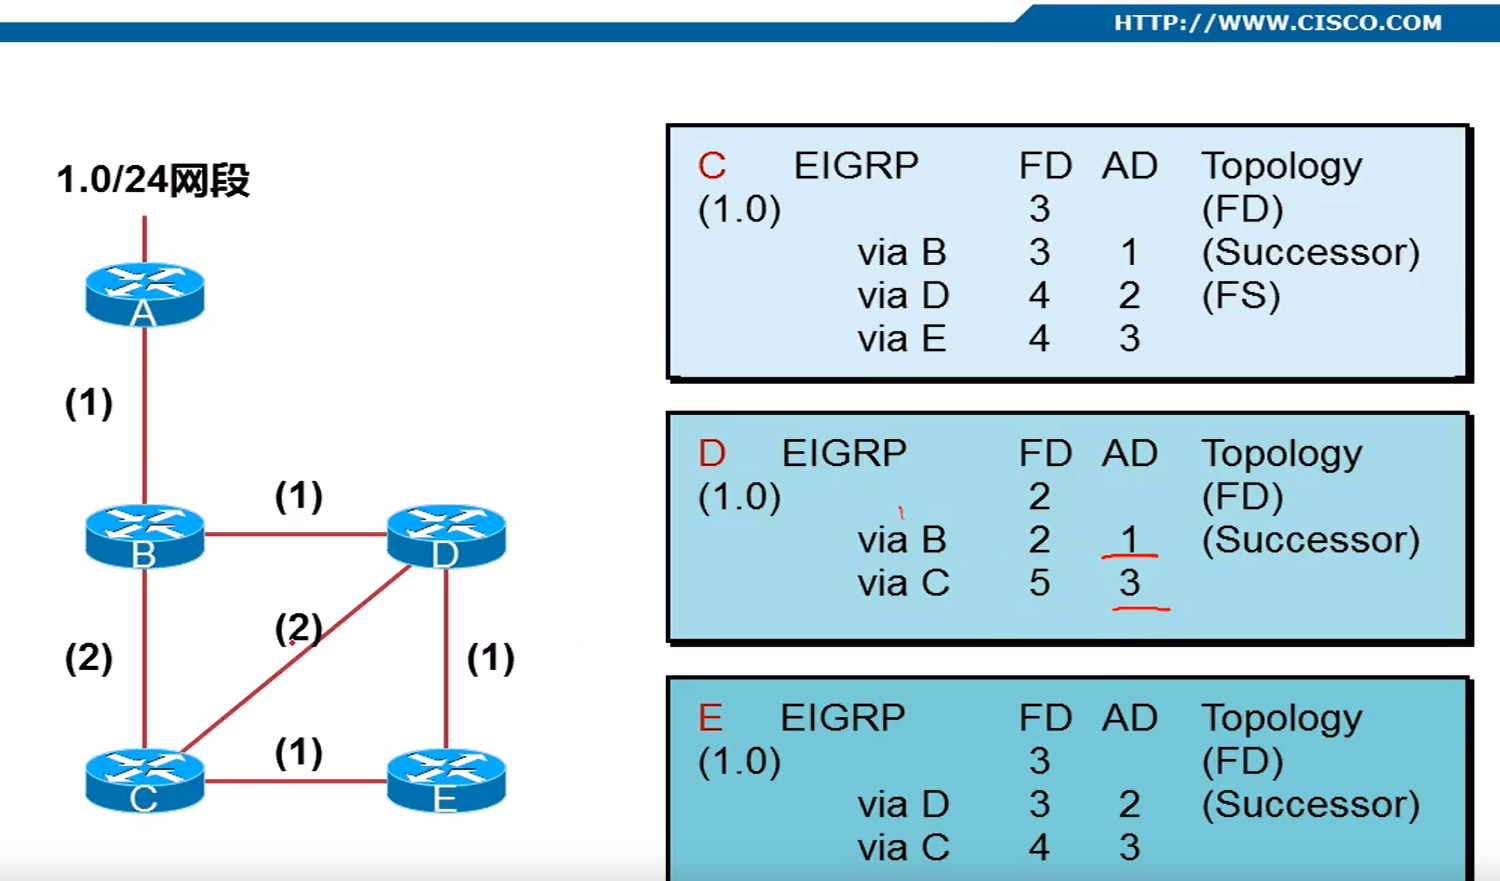 HTTP://WWW.CISCO.COM
1.0/24网段
A
(1)
B
(1)
D
(2)
(2)
(1)
C
(1)
E
C EIGRP FD AD Topology
(1.0) 3 (FD)
via B 3 1 (Successor)
via D 4 2 (FS)
via E 4 3
D EIGRP FD AD Topology
(1.0) 2 (FD)
via B 2 1 (Successor)
via C 5 3
E EIGRP FD AD Topology
(1.0) 3 (FD)
via D 3 2 (Successor)
via C 4 3